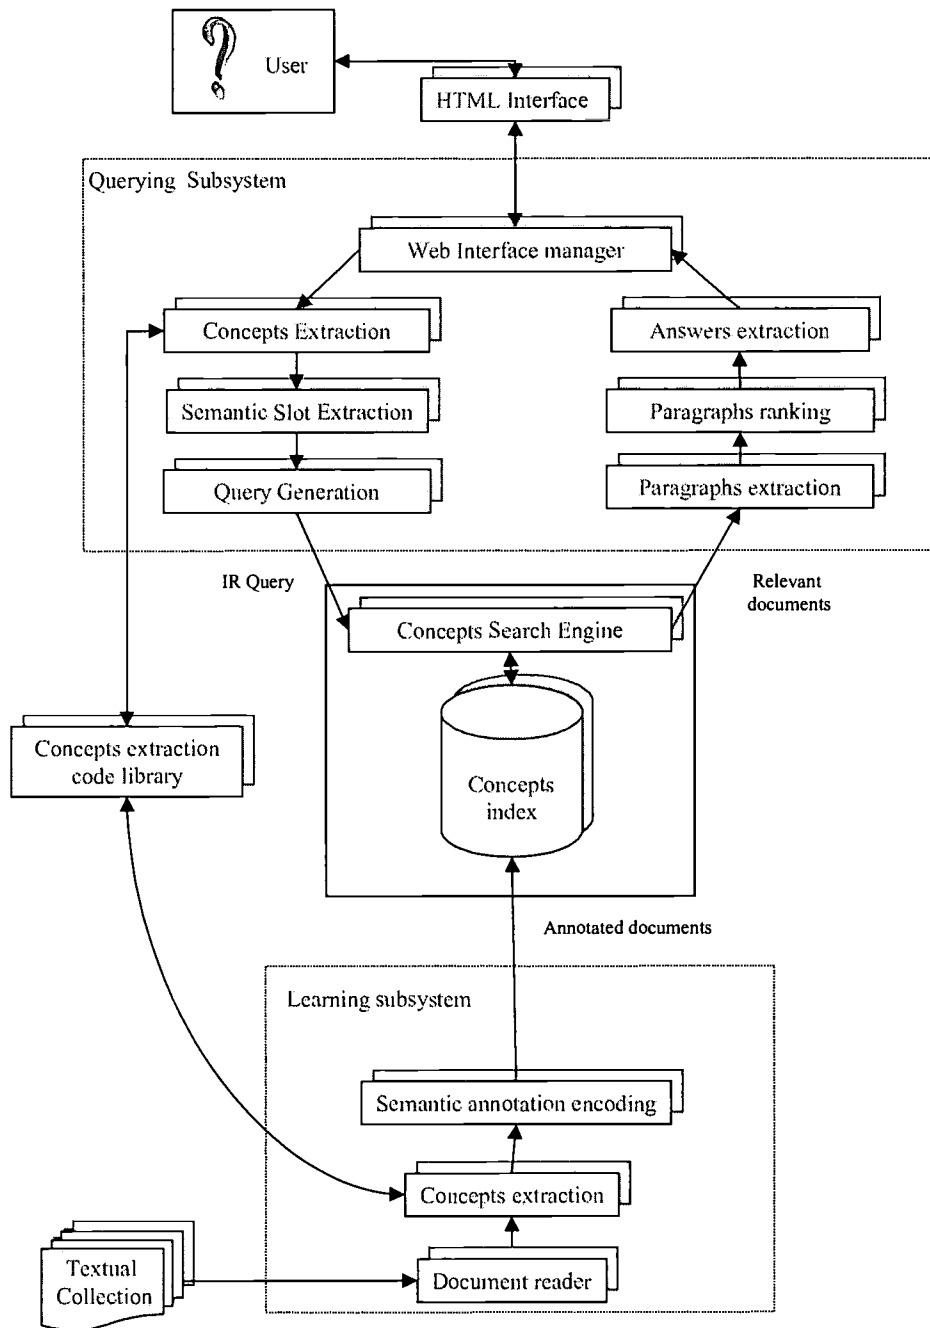 User
HTML Interface
Querying Subsystem
Web Interface manager
Concepts Extraction
Answers extraction
Semantic Slot Extraction
Paragraphs ranking
Query Generation
Paragraphs extraction
IR Query
Relevant
documents
Concepts Search Engine
Concepts extraction
code library
Concepts
index
Annotated documents
Learning subsystem
Semantic annotation encoding
Concepts extraction
Textual
Collection
Document reader